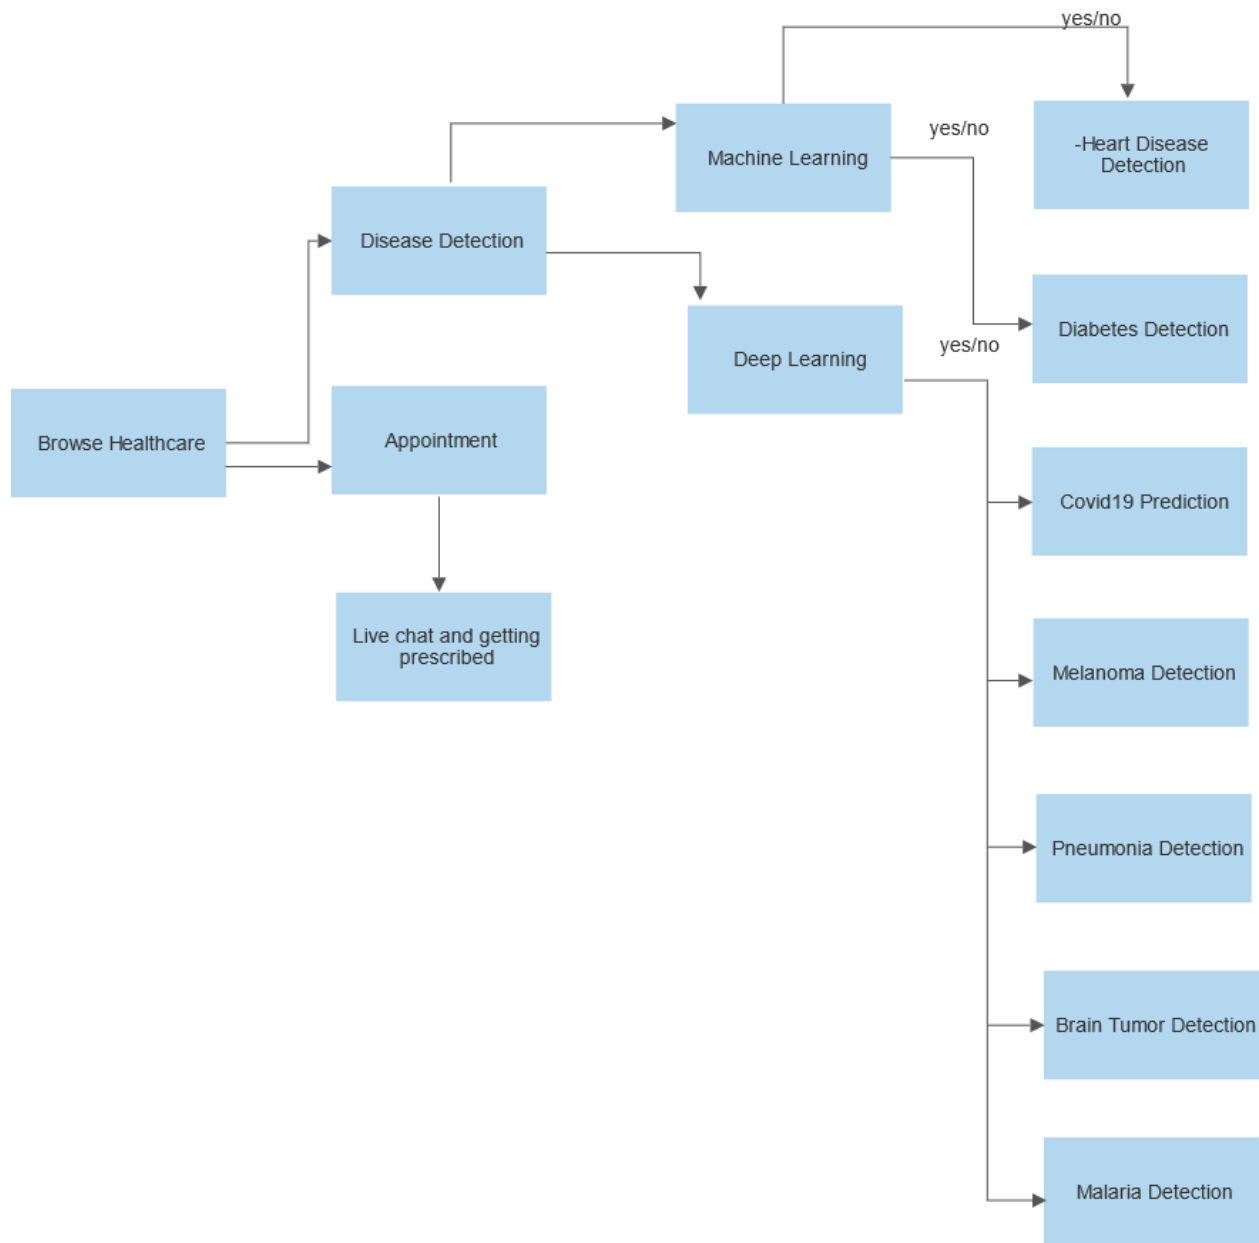 yes/no
yes/no
-Heart Disease
Detection
Machine Learning
Disease Detection
Diabetes Detection
yes/no
Deep Learning
Browse Healthcare
Appointment
Covid19 Prediction
Live chat and getting
prescribed
Melanoma Detection
Pneumonia Detection
Brain Tumor Detection
Malaria Detection